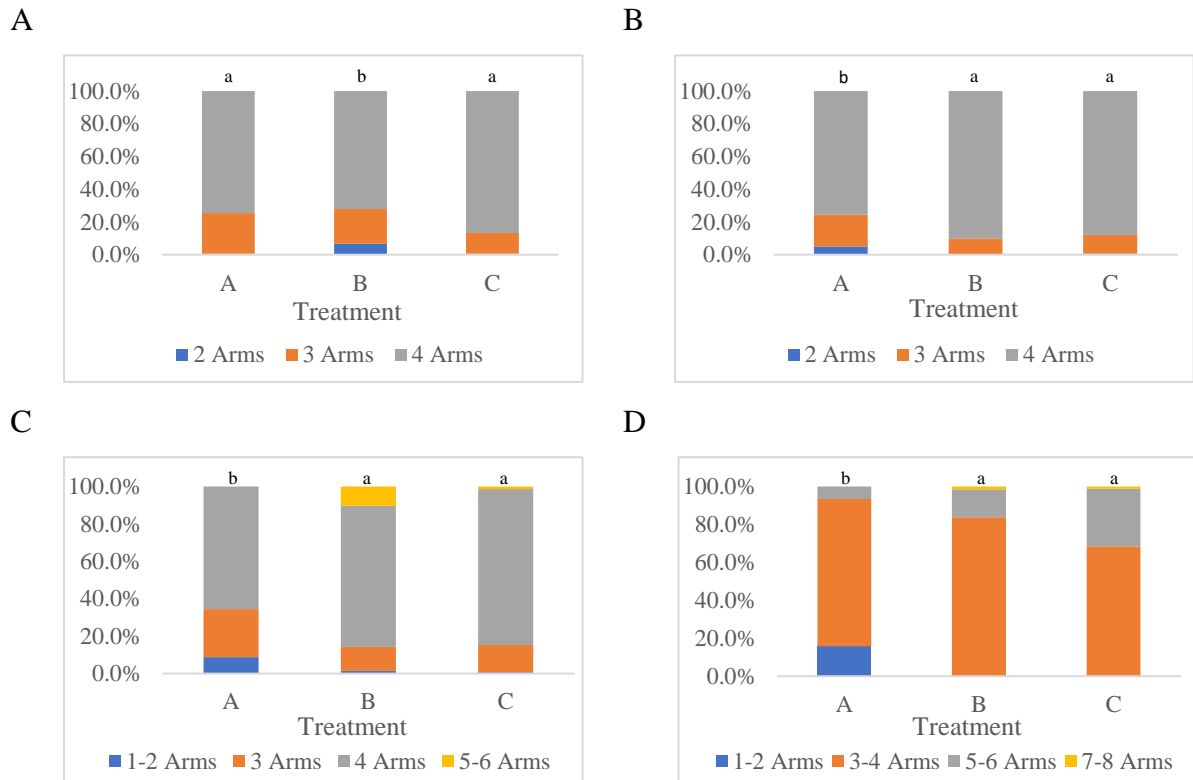 A
a b a
100.0%
80.0%
60.0%
40.0%
20.0%
0.0%
A B C
Treatment
2 Arms 3 Arms 4 Arms
B
b a a
100.0%
80.0%
60.0%
40.0%
20.0%
0.0%
A B C
Treatment
2 Arms 3 Arms 4 Arms
C
b a a
100.0%
80.0%
60.0%
40.0%
20.0%
0.0%
A B C
Treatment
1-2 Arms 3 Arms 4 Arms 5-6 Arms
D
b a a
100.0%
80.0%
60.0%
40.0%
20.0%
0.0%
A B C
Treatment
1-2 Arms 3-4 Arms 5-6 Arms 7-8 Arms